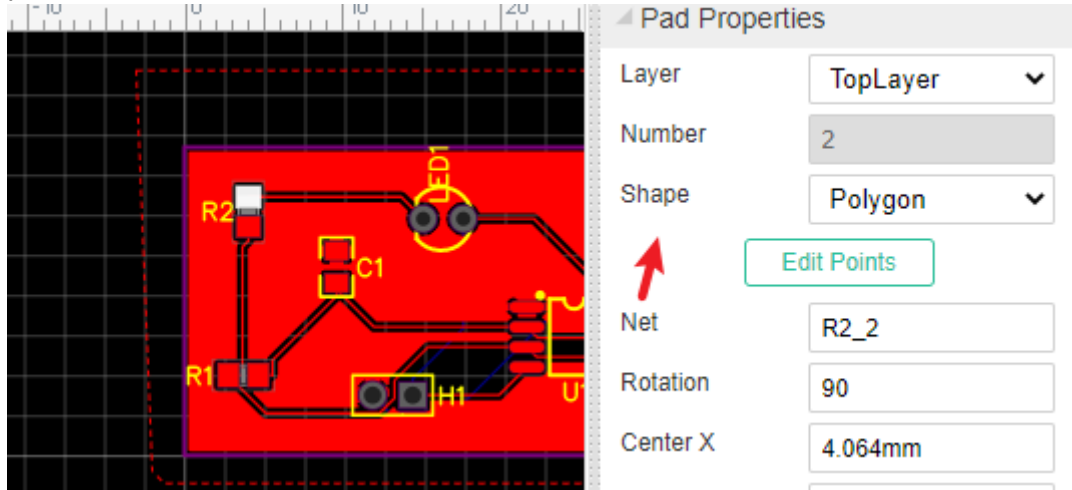 -10 0 10 20
Pad Properties
Layer
TopLayer
Number
2
Shape
Polygon
Edit Points
Net
R2_2
Rotation
90
Center X
4.064mm
LED1
R2
C1
R1
H1